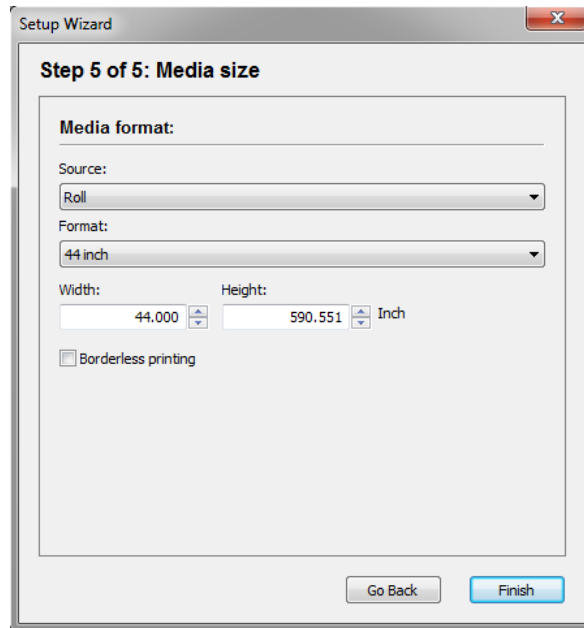 Setup Wizard
Step 5 of 5: Media size
Media format:
Source:
Roll
Format:
44 inch
Width: Height:
44.000 590.551 Inch
Borderless printing
Go Back Finish